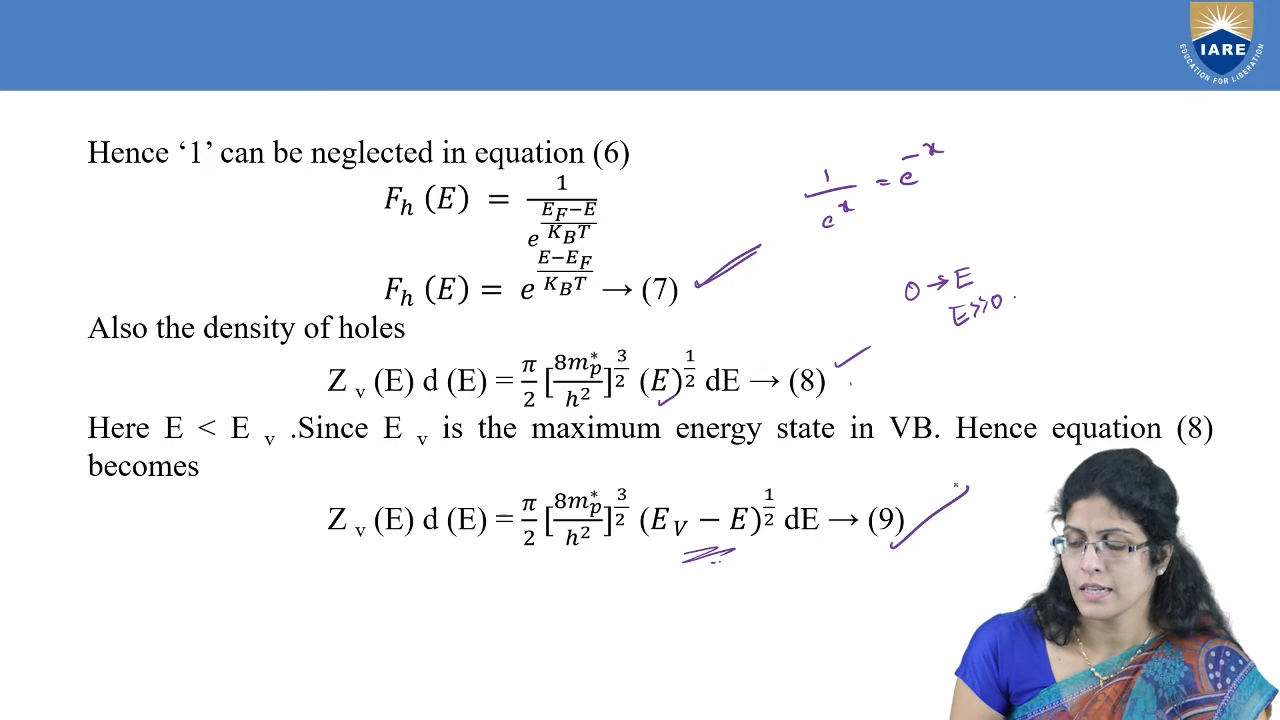 EDUCATION FOR LIBERATION
IARE
Hence ‘1’ can be neglected in equation (6)
F_h (E) = 1 / e^((E_F−E)/(K_B T))
1/e^x = e^(-x)
F_h (E) = e^((E−E_F)/(K_B T)) → (7)
0 → E
E>>0
Also the density of holes
Z_v (E) d (E) = π/2 [8m_p^*/h^2]^(3/2) (E)^(1/2) dE → (8)
Here E < E_v .Since E_v is the maximum energy state in VB. Hence equation (8)
becomes
Z_v (E) d (E) = π/2 [8m_p^*/h^2]^(3/2) (E_V − E)^(1/2) dE → (9)